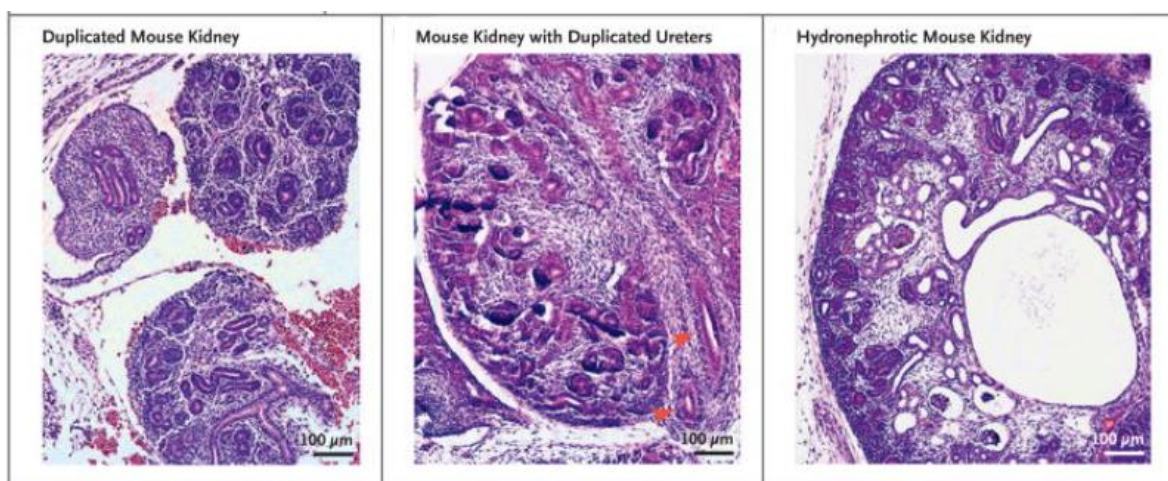 Duplicated Mouse Kidney
Mouse Kidney with Duplicated Ureters
Hydronephrotic Mouse Kidney
100 μm
100 μm
100 μm